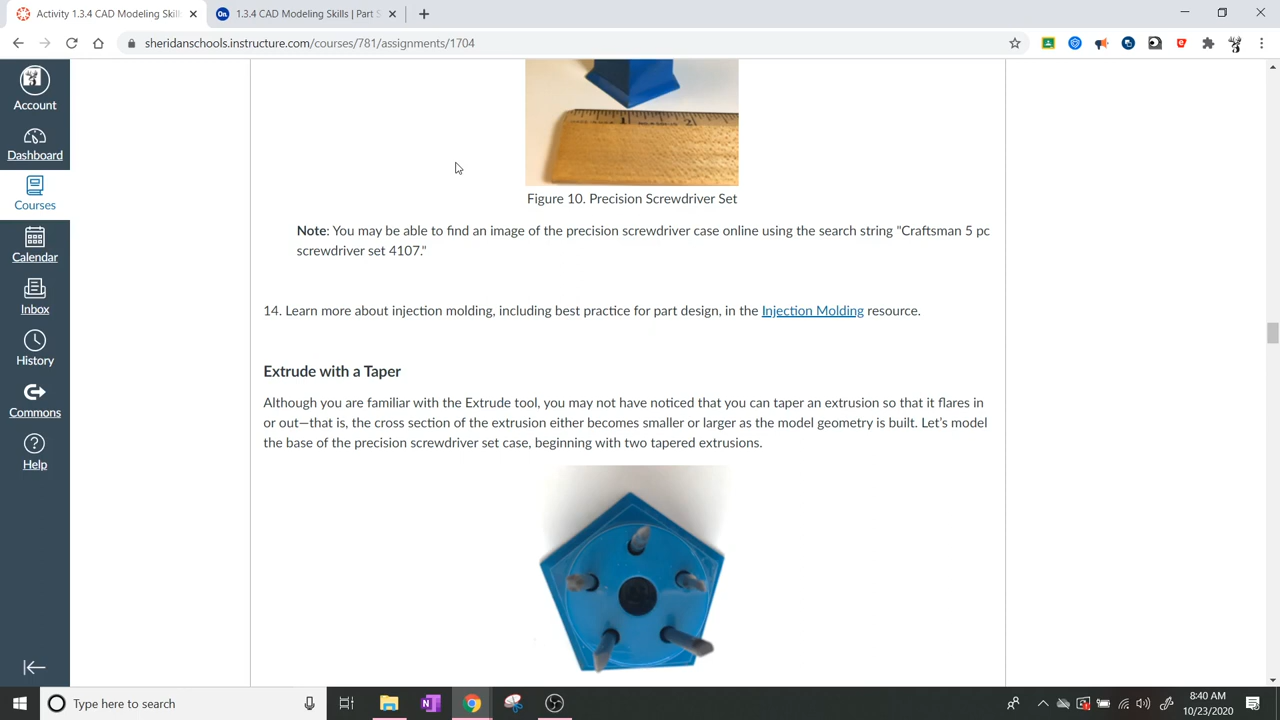 Activity 1.3.4 CAD Modeling Skills
On 1.3.4 CAD Modeling Skills | Part S
sheridanschools.instructure.com/courses/781/assignments/1704
Account
Dashboard
Courses
Calendar
Inbox
History
Commons
Help
1
2
Figure 10. Precision Screwdriver Set
Note: You may be able to find an image of the precision screwdriver case online using the search string "Craftsman 5 pc
screwdriver set 4107."
14. Learn more about injection molding, including best practice for part design, in the Injection Molding resource.
Extrude with a Taper
Although you are familiar with the Extrude tool, you may not have noticed that you can taper an extrusion so that it flares in
or out—that is, the cross section of the extrusion either becomes smaller or larger as the model geometry is built. Let's model
the base of the precision screwdriver set case, beginning with two tapered extrusions.
Type here to search
8:40 AM
10/23/2020